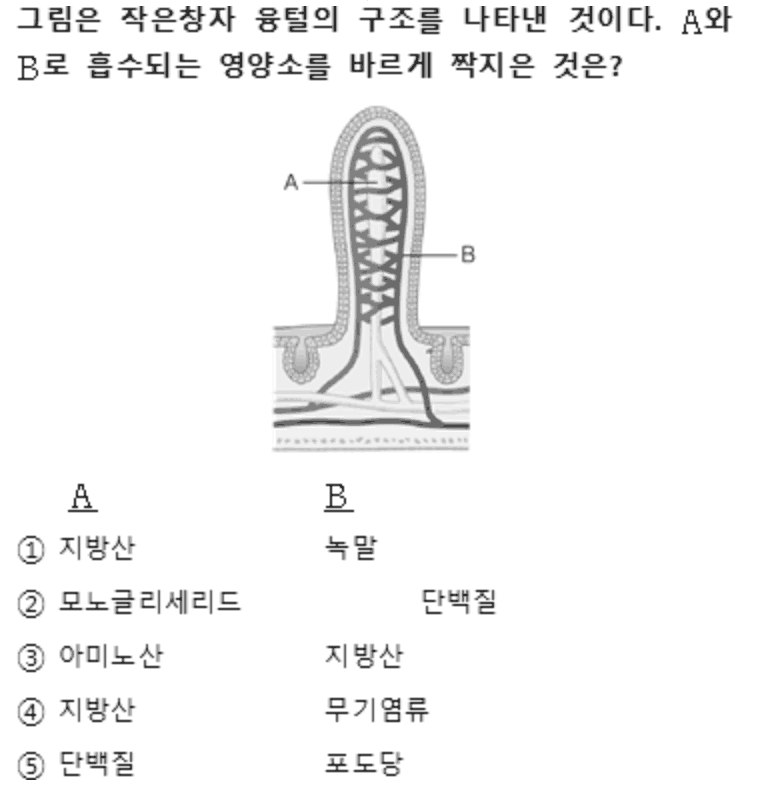 그림은 작은창자 융털의 구조를 나타낸 것이다. A와
B로 흡수되는 영양소를 바르게 짝지은 것은?
A
B
A B
① 지방산 녹말
② 모노글리세리드 단백질
③ 아미노산 지방산
④ 지방산 무기염류
⑤ 단백질 포도당